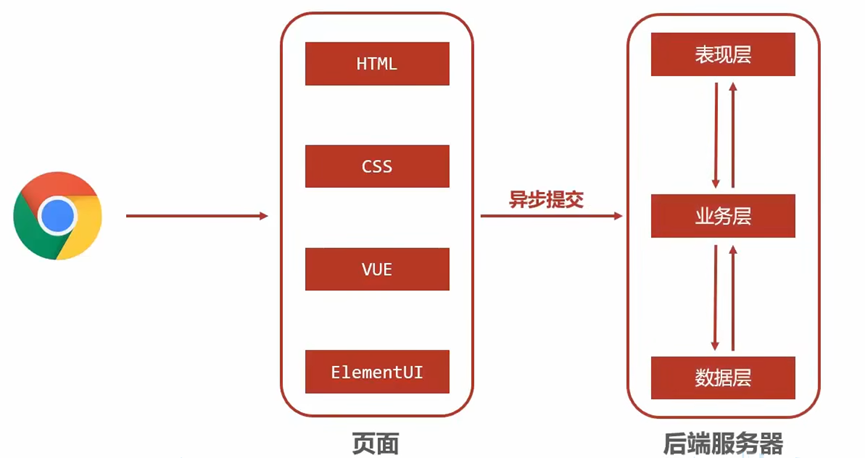 HTML
CSS
VUE
ElementUI
页面
异步提交
表现层
业务层
数据层
后端服务器